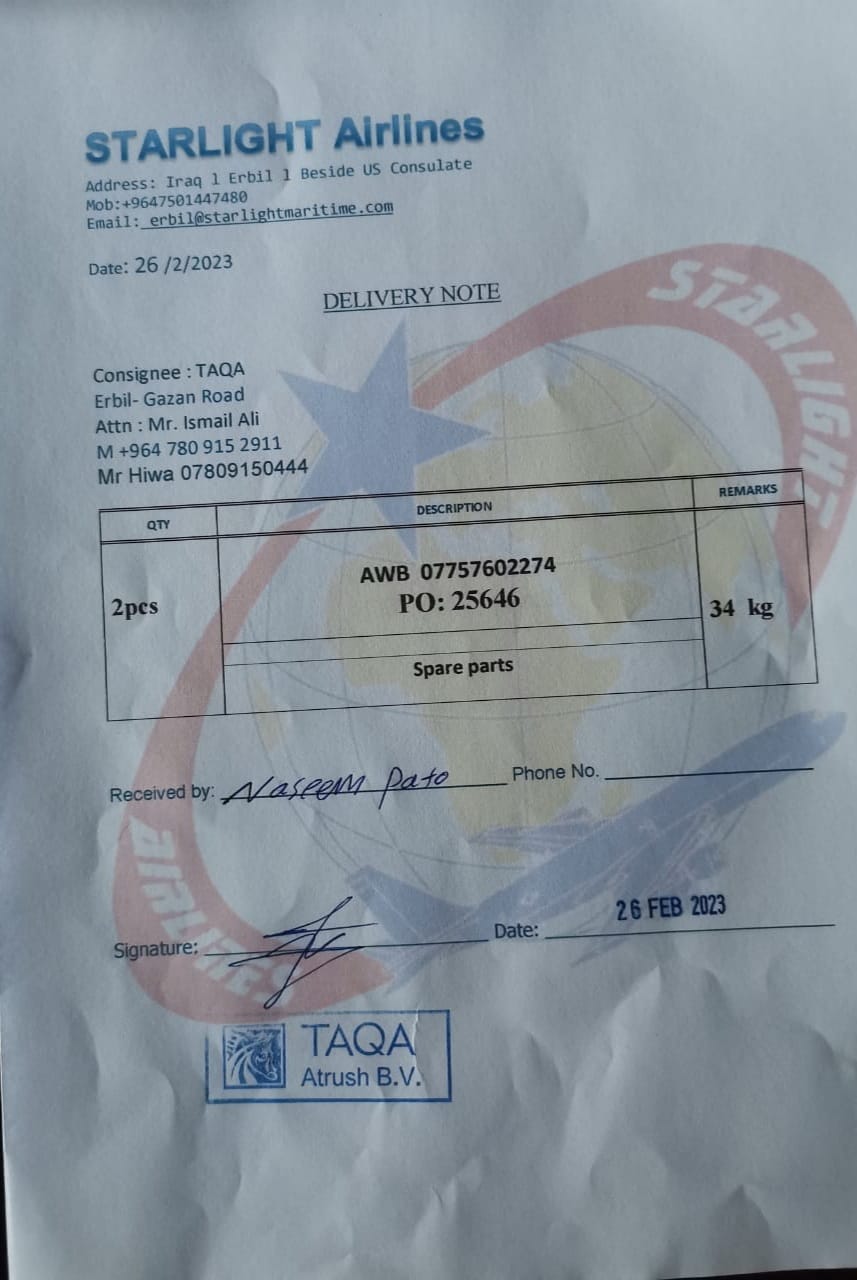 STARLIGHT Airlines
Address: Iraq l Erbil l Beside US Consulate
Mob:+9647501447480
Email: erbil@starlightmaritime.com
Date: 26 /2/2023
DELIVERY NOTE
Consignee : TAQA
Erbil- Gazan Road
Attn : Mr. Ismail Ali
M +964 780 915 2911
Mr Hiwa 07809150444
QTY DESCRIPTION REMARKS
2pcs AWB 07757602274 34 kg
PO: 25646
Spare parts
Received by: Naseem Pato Phone No.
Signature: Date: 26 FEB 2023
TAQA
Atrush B.V.
STARLIGHT
AIRLINES